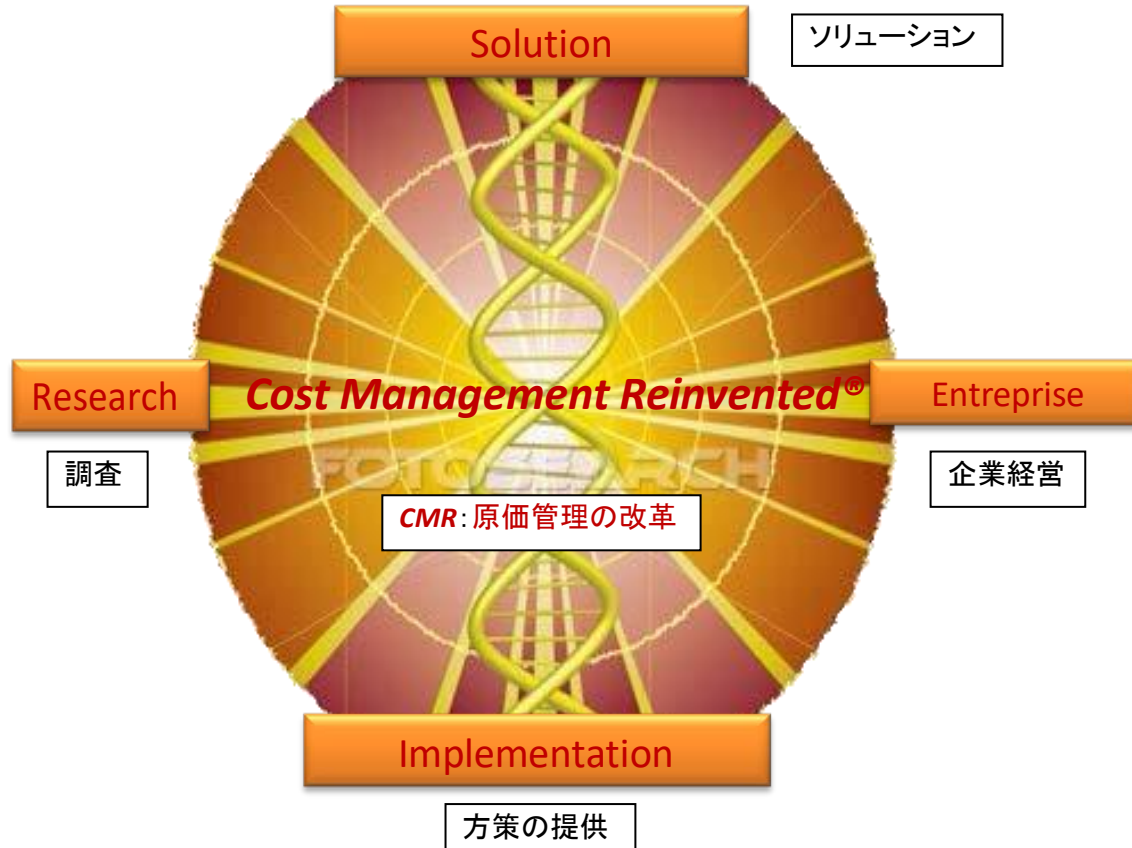 Solution
ソリューション
Research
Cost Management Reinvented®
Entreprise
調査
FOTOSEARCH
企業経営
CMR:原価管理の改革
Implementation
方策の提供